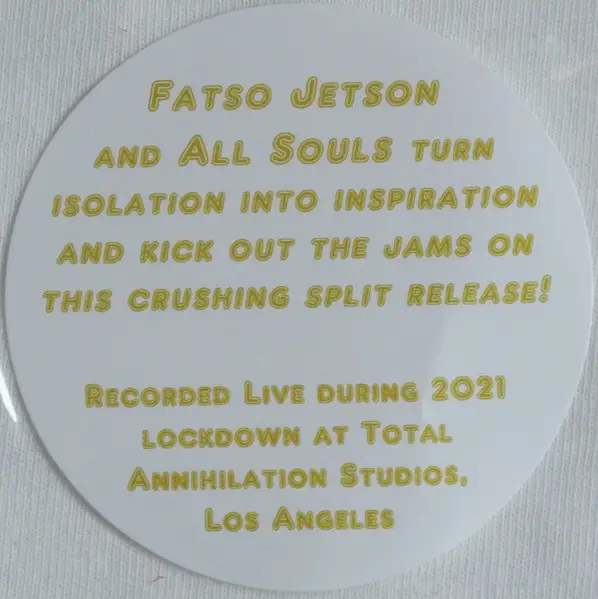 Fatso Jetson
and All Souls turn
isolation into inspiration
and kick out the jams on
this crushing split release!
Recorded Live during 2021
lockdown at Total
Annihilation Studios,
Los Angeles